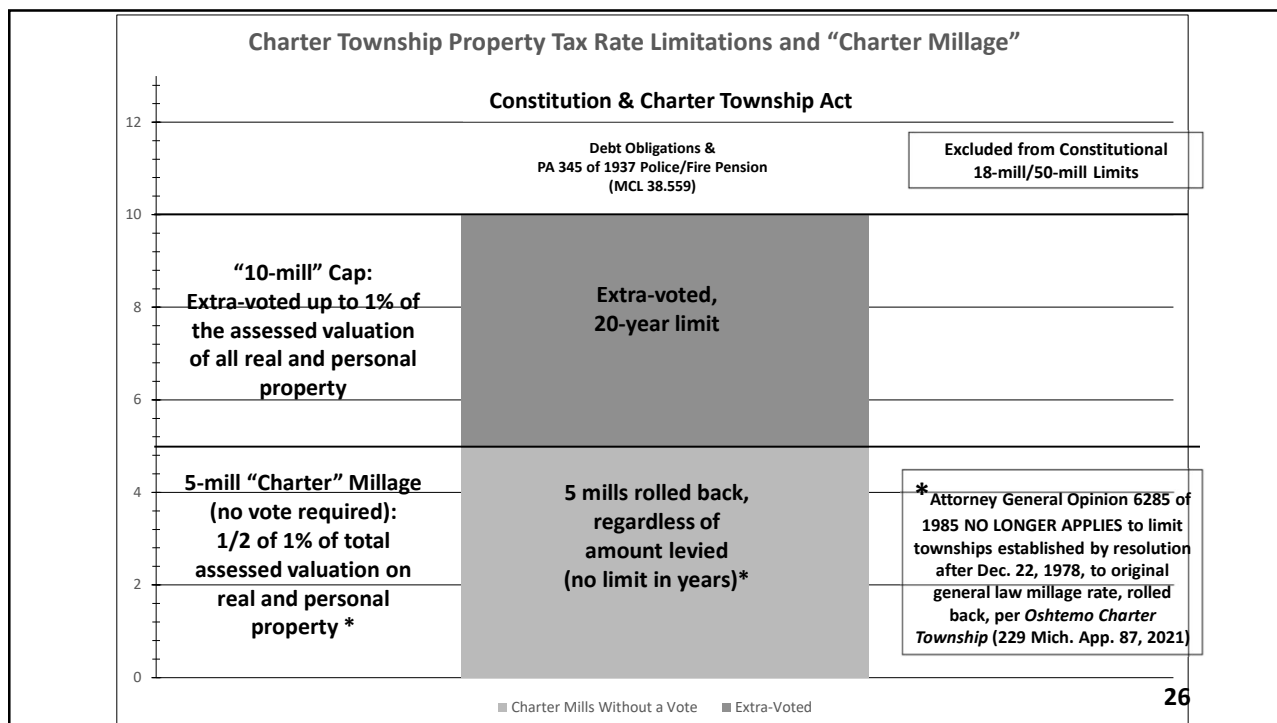 Charter Township Property Tax Rate Limitations and “Charter Millage”
Constitution & Charter Township Act
12
Debt Obligations &
PA 345 of 1937 Police/Fire Pension
(MCL 38.559)
Excluded from Constitutional
18-mill/50-mill Limits
10
“10-mill” Cap:
Extra-voted up to 1% of
the assessed valuation
of all real and personal
property
Extra-voted,
20-year limit
8
6
5-mill “Charter” Millage
(no vote required):
1/2 of 1% of total
assessed valuation on
real and personal
property *
5 mills rolled back,
regardless of
amount levied
(no limit in years)*
*Attorney General Opinion 6285 of
1985 NO LONGER APPLIES to limit
townships established by resolution
after Dec. 22, 1978, to original
general law millage rate, rolled
back, per Oshtemo Charter
Township (229 Mich. App. 87, 2021)
4
2
0
Charter Mills Without a Vote
Extra-Voted
26